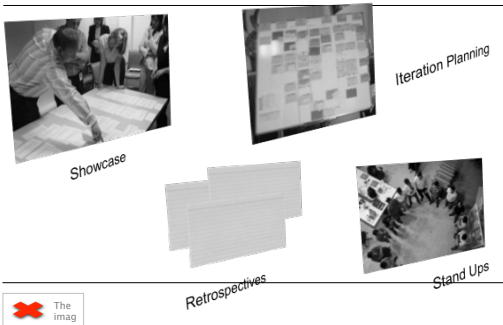 Iteration Planning
Showcase
Retrospectives
Stand Ups
The
imag